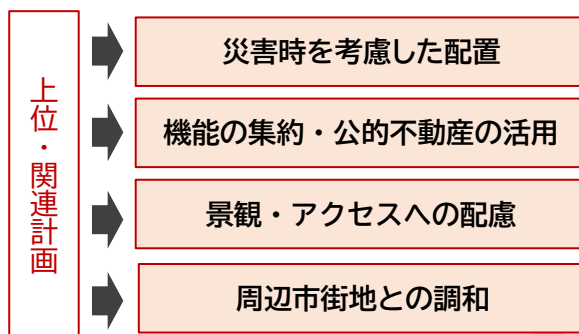 上位・関連計画
災害時を考慮した配置
機能の集約・公的不動産の活用
景観・アクセスへの配慮
周辺市街地との調和